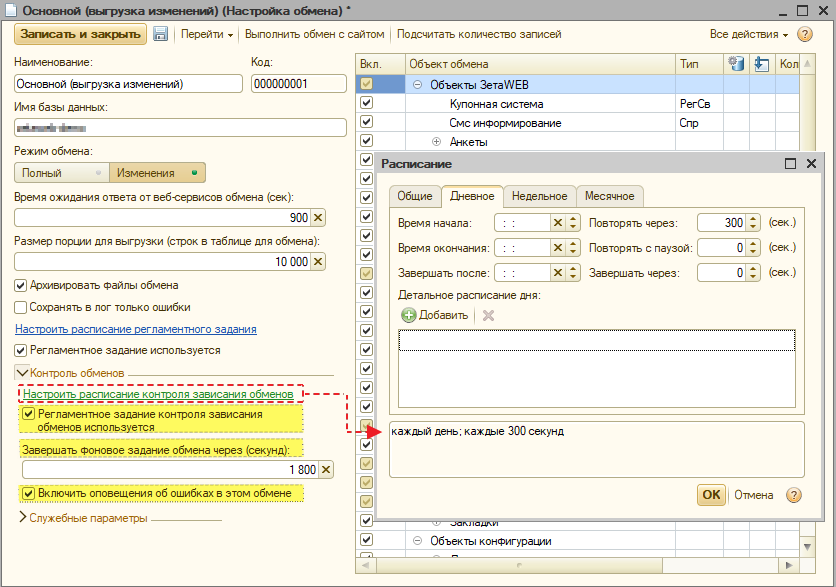 Основной (выгрузка изменений) (Настройка обмена) *
Записать и закрыть Перейти Выполнить обмен с сайтом Подсчитать количество записей Все действия
Наименование: Код:
Основной (выгрузка изменений) 000000001
Имя базы данных:
Режим обмена:
Полный Изменения
Время ожидания ответа от веб-сервисов обмена (сек):
900
Размер порции для выгрузки (строк в таблице для обмена):
10 000
Архивировать файлы обмена
Сохранять в лог только ошибки
Настроить расписание регламентного задания
Регламентное задание используется
Контроль обменов
Настроить расписание контроля зависания обменов
Регламентное задание контроля зависания
обменов используется
Завершать фоновое задание обмена через (секунд):
1 800
Включить оповещения об ошибках в этом обмене
Служебные параметры
Вкл. Объект обмена Тип Кол
Объекты ЗетаWEB
Купонная система РегСв
Смс информирование Спр
Анкеты
Расписание
Общие Дневное Недельное Месячное
Время начала: : : Повторять через: 300 (сек.)
Время окончания: : : Повторять с паузой: 0 (сек.)
Завершать после: : : Завершать через: 0 (сек.)
Детальное расписание дня:
Добавить
каждый день; каждые 300 секунд
OK Отмена
Закладки
Объекты конфигурации